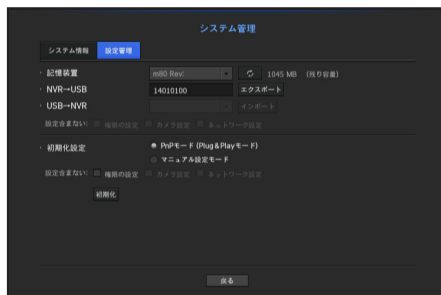 システム管理
システム情報 設定管理
記憶装置 m80 Rev: 1045 MB (残り容量)
NVR→USB 14010100 エクスポート
USB→NVR インポート
設定含まない: 権限の設定 カメラ設定 ネットワーク設定
初期化設定 PnPモード (Plug&Playモード)
マニュアル設定モード
設定含まない: 権限の設定 カメラ設定 ネットワーク設定
初期化
戻る